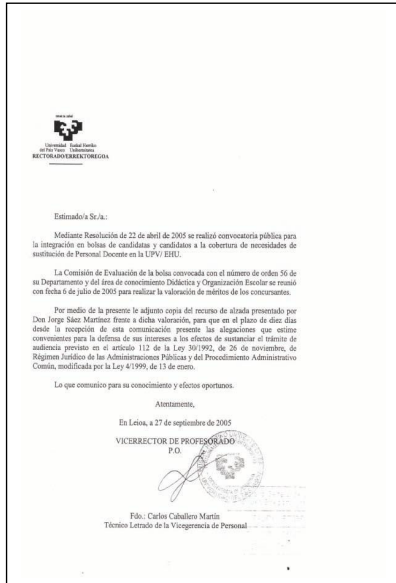 Universidad Euskal Herriko
del País Vasco Unibertsitatea
RECTORADO/ERREKTOREGOA
Estimado/a Sr./a.:
Mediante Resolución de 22 de abril de 2005 se realizó convocatoria pública para
la integración en bolsas de candidatas y candidatos a la cobertura de necesidades de
sustitución de Personal Docente en la UPV/ EHU.
La Comisión de Evaluación de la bolsa convocada con el número de orden 56 de
su Departamento y del área de conocimiento Didáctica y Organización Escolar se reunió
con fecha 6 de julio de 2005 para realizar la valoración de méritos de los concursantes.
Por medio de la presente le adjunto copia del recurso de alzada presentado por
Don Jorge Sáez Martínez frente a dicha valoración, para que en el plazo de diez días
desde la recepción de esta comunicación presente las alegaciones que estime
convenientes para la defensa de sus intereses a los efectos de sustanciar el trámite de
audiencia previsto en el artículo 112 de la Ley 30/1992, de 26 de noviembre, de
Régimen Jurídico de las Administraciones Públicas y del Procedimiento Administrativo
Común, modificada por la Ley 4/1999, de 13 de enero.
Lo que comunico para su conocimiento y efectos oportunos.
Atentamente,
En Leioa, a 27 de septiembre de 2005
VICERRECTOR DE PROFESORADO
P.O.
Fdo.: Carlos Caballero Martín
Técnico Letrado de la Vicegerencia de Personal